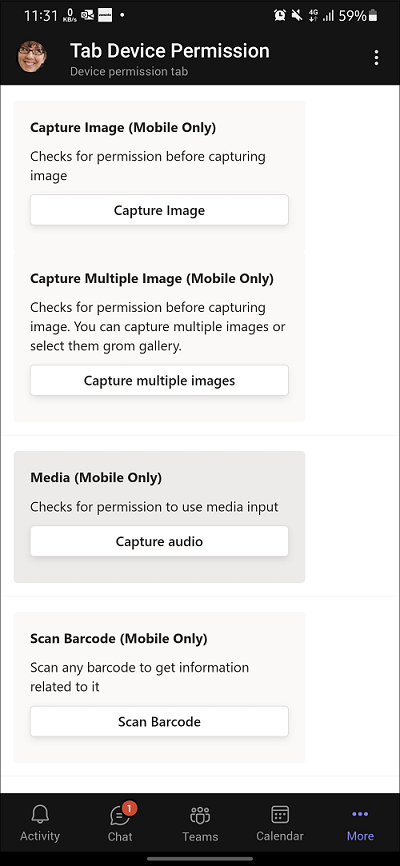 11:31 0 KB/s 4G 59%
Tab Device Permission
Device permission tab
Capture Image (Mobile Only)
Checks for permission before capturing
image
Capture Image
Capture Multiple Image (Mobile Only)
Checks for permission before capturing
image. You can capture multiple images or
select them grom gallery.
Capture multiple images
Media (Mobile Only)
Checks for permission to use media input
Capture audio
Scan Barcode (Mobile Only)
Scan any barcode to get information
related to it
Scan Barcode
1
Activity Chat Teams Calendar More